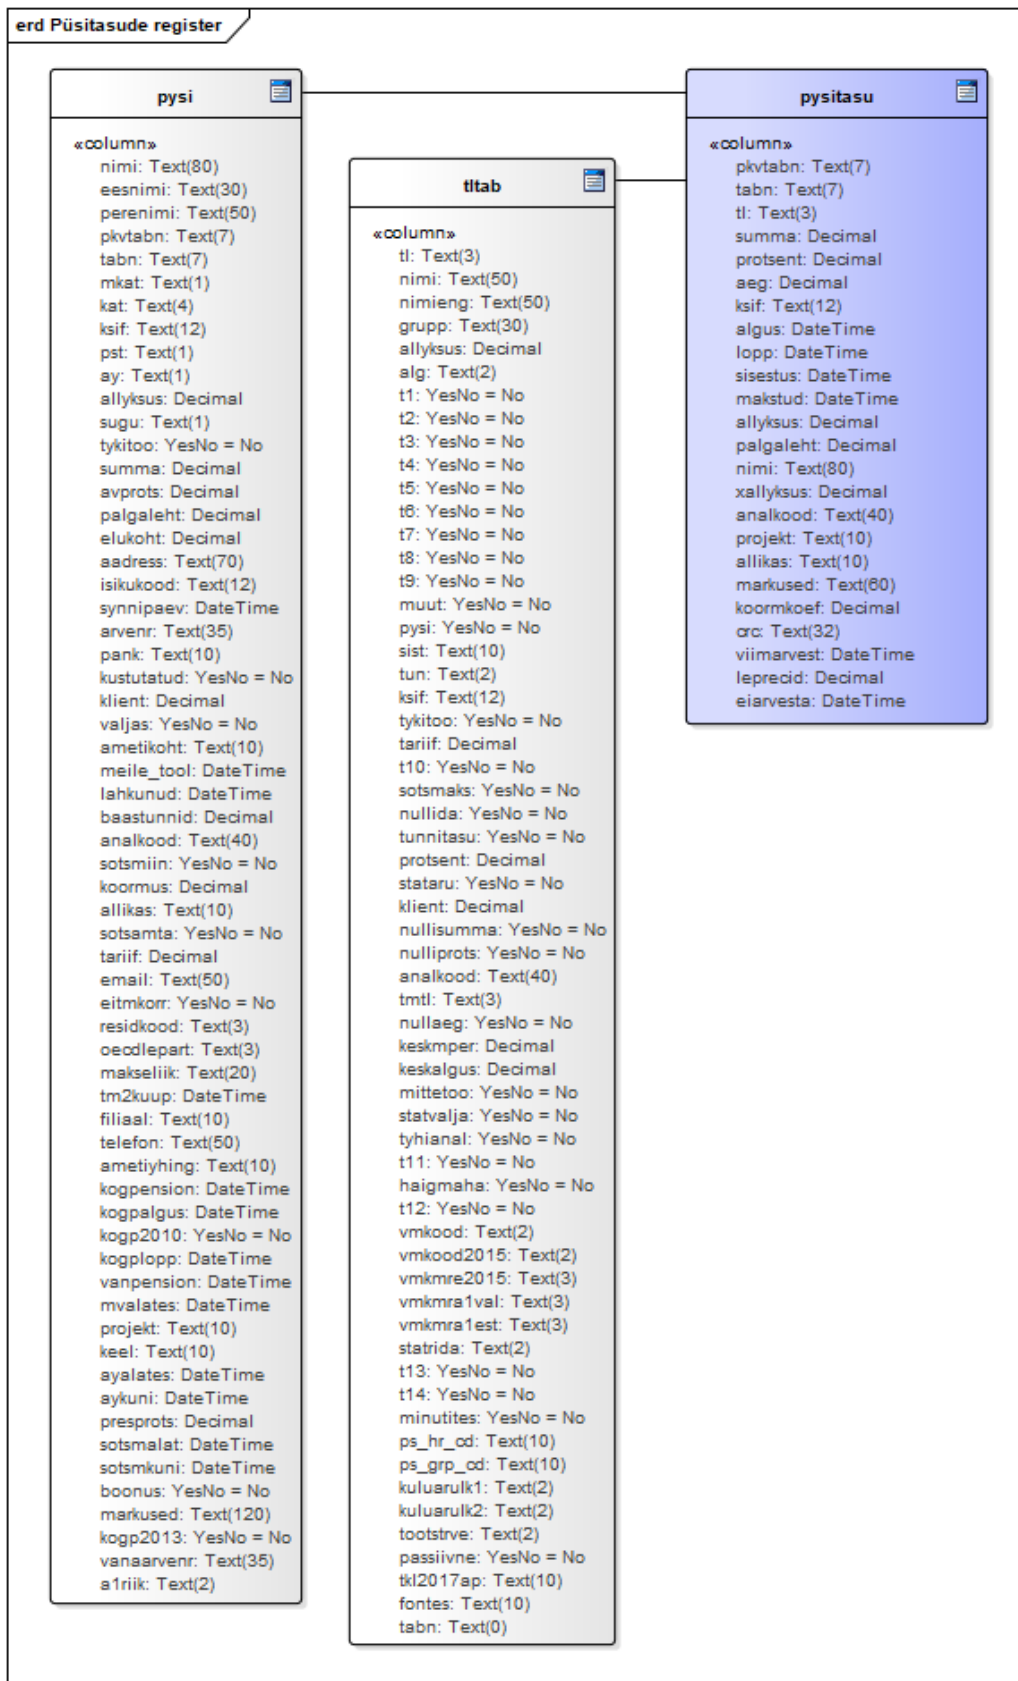 erd Püsitasude register
pysi
«column»
nimi: Text(80)
eesnimi: Text(30)
perenimi: Text(50)
pkvtabn: Text(7)
tabn: Text(7)
mkat: Text(1)
kat: Text(4)
ksif: Text(12)
pst: Text(1)
ay: Text(1)
allyksus: Decimal
sugu: Text(1)
tykitoo: YesNo = No
summa: Decimal
avprots: Decimal
palgaleht: Decimal
elukoht: Decimal
aadress: Text(70)
isikukood: Text(12)
synnipaev: DateTime
arvenr: Text(35)
pank: Text(10)
kustutatud: YesNo = No
klient: Decimal
valjas: YesNo = No
ametikoht: Text(10)
meile_tool: DateTime
lahkunud: DateTime
baastunnid: Decimal
analkood: Text(40)
sotsmiin: YesNo = No
koormus: Decimal
allikas: Text(10)
sotsamta: YesNo = No
tariif: Decimal
email: Text(50)
eitmkorr: YesNo = No
residkood: Text(3)
oecdlepart: Text(3)
makseliik: Text(20)
tm2kuup: DateTime
filiaal: Text(10)
telefon: Text(50)
ametiyhing: Text(10)
kogpension: DateTime
kogpalgus: DateTime
kogp2010: YesNo = No
kogplopp: DateTime
vanpension: DateTime
mvalates: DateTime
projekt: Text(10)
keel: Text(10)
ayalates: DateTime
aykuni: DateTime
presprots: Decimal
sotsmalat: DateTime
sotsmkuni: DateTime
boonus: YesNo = No
markused: Text(120)
kogp2013: YesNo = No
vanaarvenr: Text(35)
a1riik: Text(2)
tltab
«column»
tl: Text(3)
nimi: Text(50)
nimieng: Text(50)
grupp: Text(30)
allyksus: Decimal
alg: Text(2)
t1: YesNo = No
t2: YesNo = No
t3: YesNo = No
t4: YesNo = No
t5: YesNo = No
t6: YesNo = No
t7: YesNo = No
t8: YesNo = No
t9: YesNo = No
muut: YesNo = No
pysi: YesNo = No
sist: Text(10)
tun: Text(2)
ksif: Text(12)
tykitoo: YesNo = No
tariif: Decimal
t10: YesNo = No
sotsmaks: YesNo = No
nullida: YesNo = No
tunnitasu: YesNo = No
protsent: Decimal
stataru: YesNo = No
klient: Decimal
nullisumma: YesNo = No
nulliprots: YesNo = No
analkood: Text(40)
tmtl: Text(3)
nullaeg: YesNo = No
keskmper: Decimal
keskalgus: Decimal
mittetoo: YesNo = No
statvalja: YesNo = No
tyhianal: YesNo = No
t11: YesNo = No
haigmaha: YesNo = No
t12: YesNo = No
vmkood: Text(2)
vmkood2015: Text(2)
vmkmre2015: Text(3)
vmkmra1val: Text(3)
vmkmra1est: Text(3)
statrida: Text(2)
t13: YesNo = No
t14: YesNo = No
minutites: YesNo = No
ps_hr_cd: Text(10)
ps_grp_cd: Text(10)
kuluarulk1: Text(2)
kuluarulk2: Text(2)
tootstrve: Text(2)
passiivne: YesNo = No
tkl2017ap: Text(10)
fontes: Text(10)
tabn: Text(0)
pysitasu
«column»
pkvtabn: Text(7)
tabn: Text(7)
tl: Text(3)
summa: Decimal
protsent: Decimal
aeg: Decimal
ksif: Text(12)
algus: DateTime
lopp: DateTime
sisestus: DateTime
makstud: DateTime
allyksus: Decimal
palgaleht: Decimal
nimi: Text(80)
xallyksus: Decimal
analkood: Text(40)
projekt: Text(10)
allikas: Text(10)
markused: Text(60)
koormkoef: Decimal
crc: Text(32)
viimarvest: DateTime
leprecid: Decimal
eiarvesta: DateTime